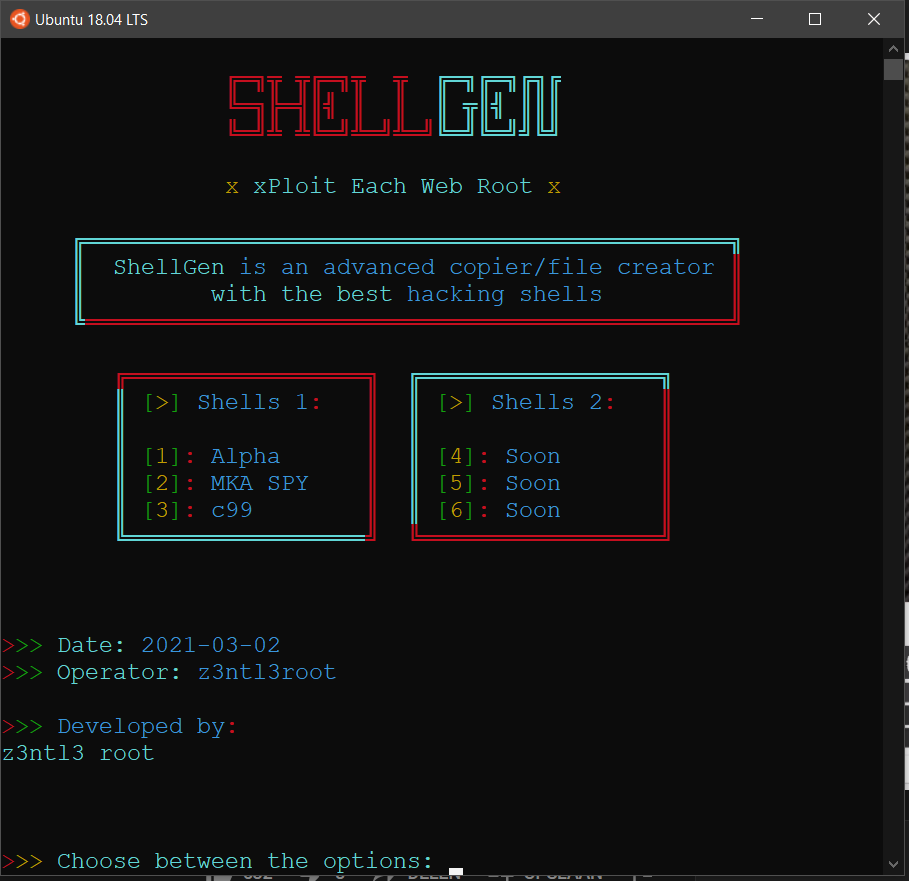 Ubuntu 18.04 LTS
SHELLGEN
x xPloit Each Web Root x
ShellGen is an advanced copier/file creator
with the best hacking shells
[>] Shells 1:
[1]: Alpha
[2]: MKA SPY
[3]: c99
[>] Shells 2:
[4]: Soon
[5]: Soon
[6]: Soon
>>> Date: 2021-03-02
>>> Operator: z3ntl3root
>>> Developed by:
z3ntl3 root
>>> Choose between the options: